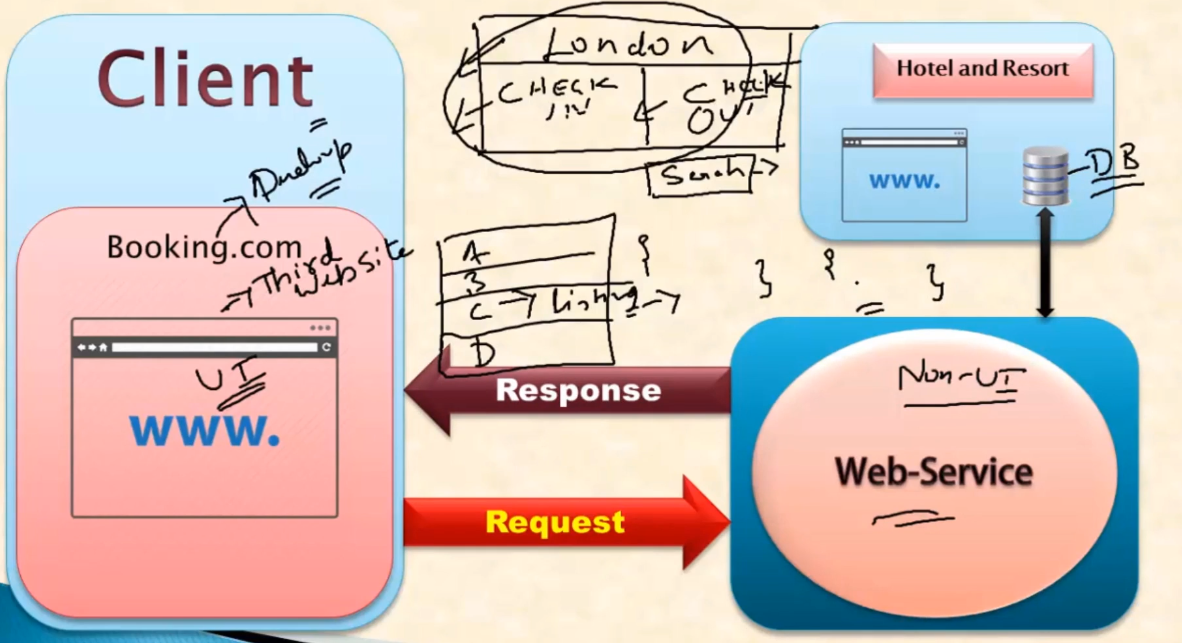 Client
London
CHECK IN
CHECK OUT
Search
Hotel and Resort
www.
DB
Booking.com
Third
Website
UI
www.
A
B
C → Listing →
D
{ } { . }
Response
Request
Non-UI
Web-Service